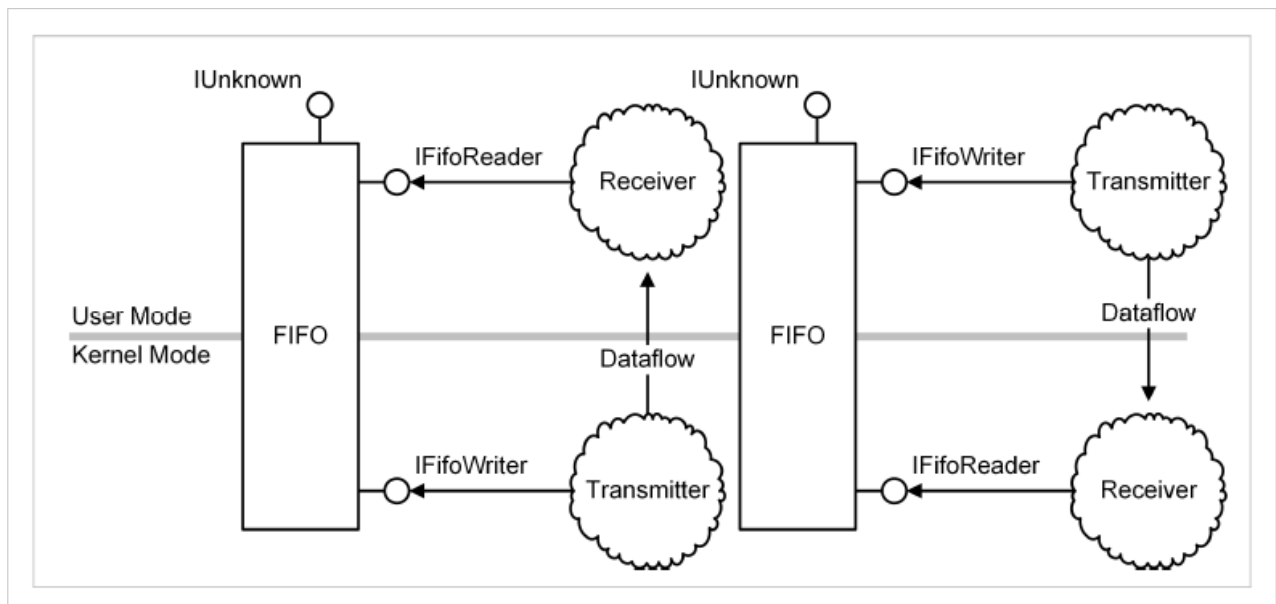 IUnknown
IUnknown
IFifoReader
Receiver
IFifoWriter
Transmitter
User Mode
Kernel Mode
FIFO
Dataflow
FIFO
Dataflow
IFifoWriter
Transmitter
IFifoReader
Receiver